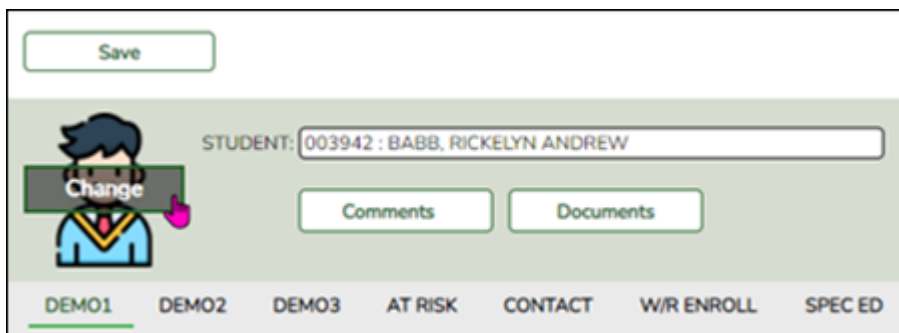 Save
STUDENT: 003942 : BABB, RICKELYN ANDREW
Change
Comments Documents
DEMO1 DEMO2 DEMO3 AT RISK CONTACT W/R ENROLL SPEC ED